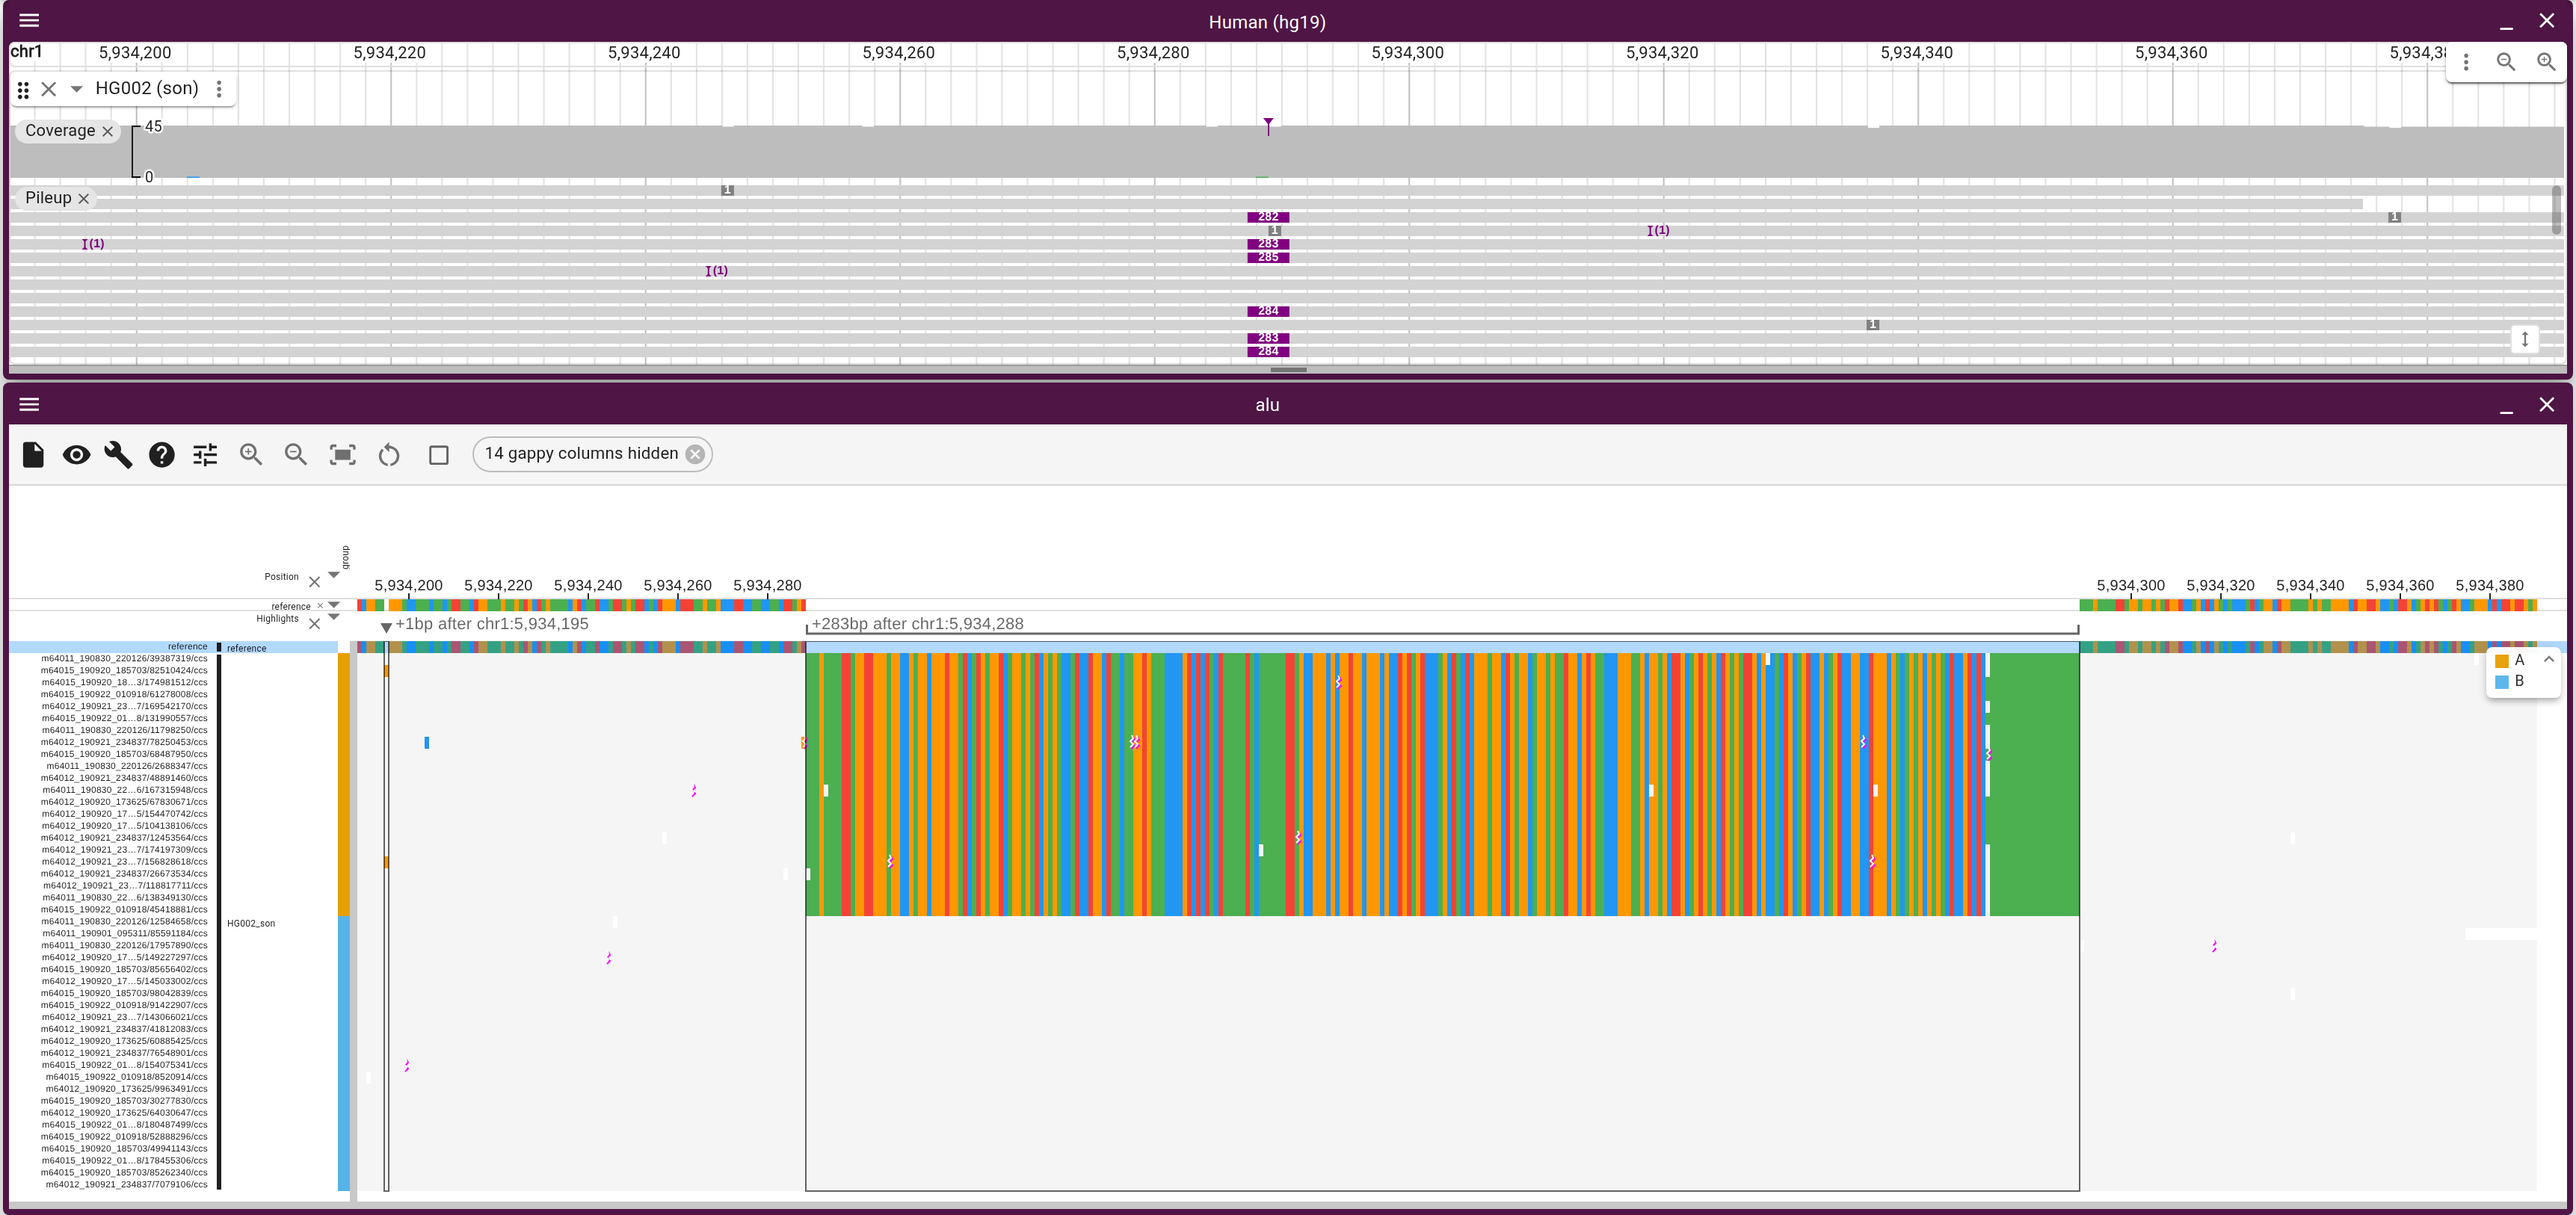 Human (hg19)
chr1
5,934,200 5,934,220 5,934,240 5,934,260 5,934,280 5,934,300 5,934,320 5,934,340 5,934,360 5,934,38
HG002 (son)
Coverage
45
0
Pileup
1
282 1
1 (1)
(1) 283
285
(1)
284
1
283
284
alu
14 gappy columns hidden
group
Position
5,934,200 5,934,220 5,934,240 5,934,260 5,934,280 5,934,300 5,934,320 5,934,340 5,934,360 5,934,380
reference
Highlights
+1bp after chr1:5,934,195 +283bp after chr1:5,934,288
reference reference
m64011_190830_220126/39387319/ccs
A
m64015_190920_185703/82510424/ccs
m64015_190920_18...3/174981512/ccs
B
m64015_190922_010918/61278008/ccs
m64012_190921_23...7/169542170/ccs
m64015_190922_01...8/131990557/ccs
m64011_190830_220126/11798250/ccs
m64012_190921_234837/78250453/ccs
m64015_190920_185703/68487950/ccs
m64011_190830_220126/2688347/ccs
m64012_190921_234837/48891460/ccs
m64011_190830_22...6/167315948/ccs
m64012_190920_173625/67830671/ccs
m64012_190920_17...5/154470742/ccs
m64012_190920_17...5/104138106/ccs
m64012_190921_234837/12453564/ccs
m64012_190921_23...7/174197309/ccs
m64012_190921_23...7/156828618/ccs
m64012_190921_234837/26673534/ccs
m64012_190921_23...7/118817711/ccs
m64011_190830_22...6/138349130/ccs
m64015_190922_010918/45418881/ccs
m64011_190830_220126/12584658/ccs
HG002_son
m64011_190901_095311/85591184/ccs
m64011_190830_220126/17957890/ccs
m64012_190920_17...5/149227297/ccs
m64015_190920_185703/85656402/ccs
m64012_190920_17...5/145033002/ccs
m64015_190920_185703/98042839/ccs
m64015_190922_010918/91422907/ccs
m64012_190921_23...7/143066021/ccs
m64012_190921_234837/41812083/ccs
m64012_190920_173625/60885425/ccs
m64012_190921_234837/76548901/ccs
m64015_190922_01...8/154075341/ccs
m64015_190922_010918/8520914/ccs
m64012_190920_173625/9963491/ccs
m64015_190920_185703/30277830/ccs
m64012_190920_173625/64030647/ccs
m64015_190922_01...8/180487499/ccs
m64015_190922_010918/52888296/ccs
m64015_190920_185703/49941143/ccs
m64015_190922_01...8/178455306/ccs
m64015_190920_185703/85262340/ccs
m64012_190921_234837/7079106/ccs